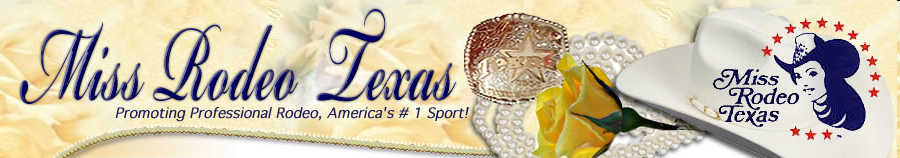 Miss Rodeo Texas
Promoting Professional Rodeo, America's # 1 Sport!
Miss
Rodeo
Texas